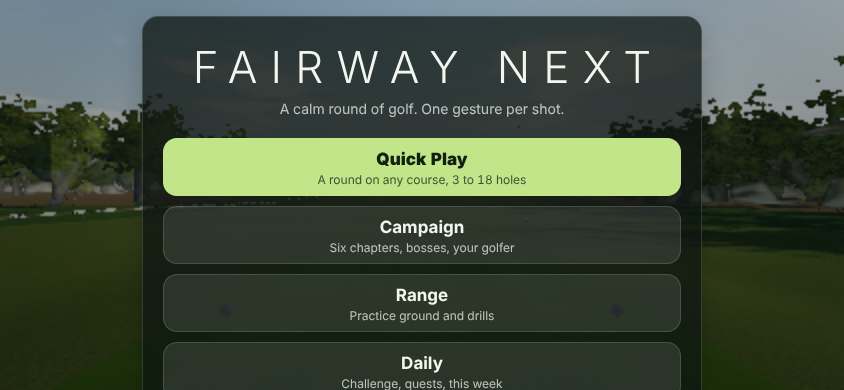 FAIRWAY NEXT
A calm round of golf. One gesture per shot.
Quick Play
A round on any course, 3 to 18 holes
Campaign
Six chapters, bosses, your golfer
Range
Practice ground and drills
Daily
Challenge, quests, this week